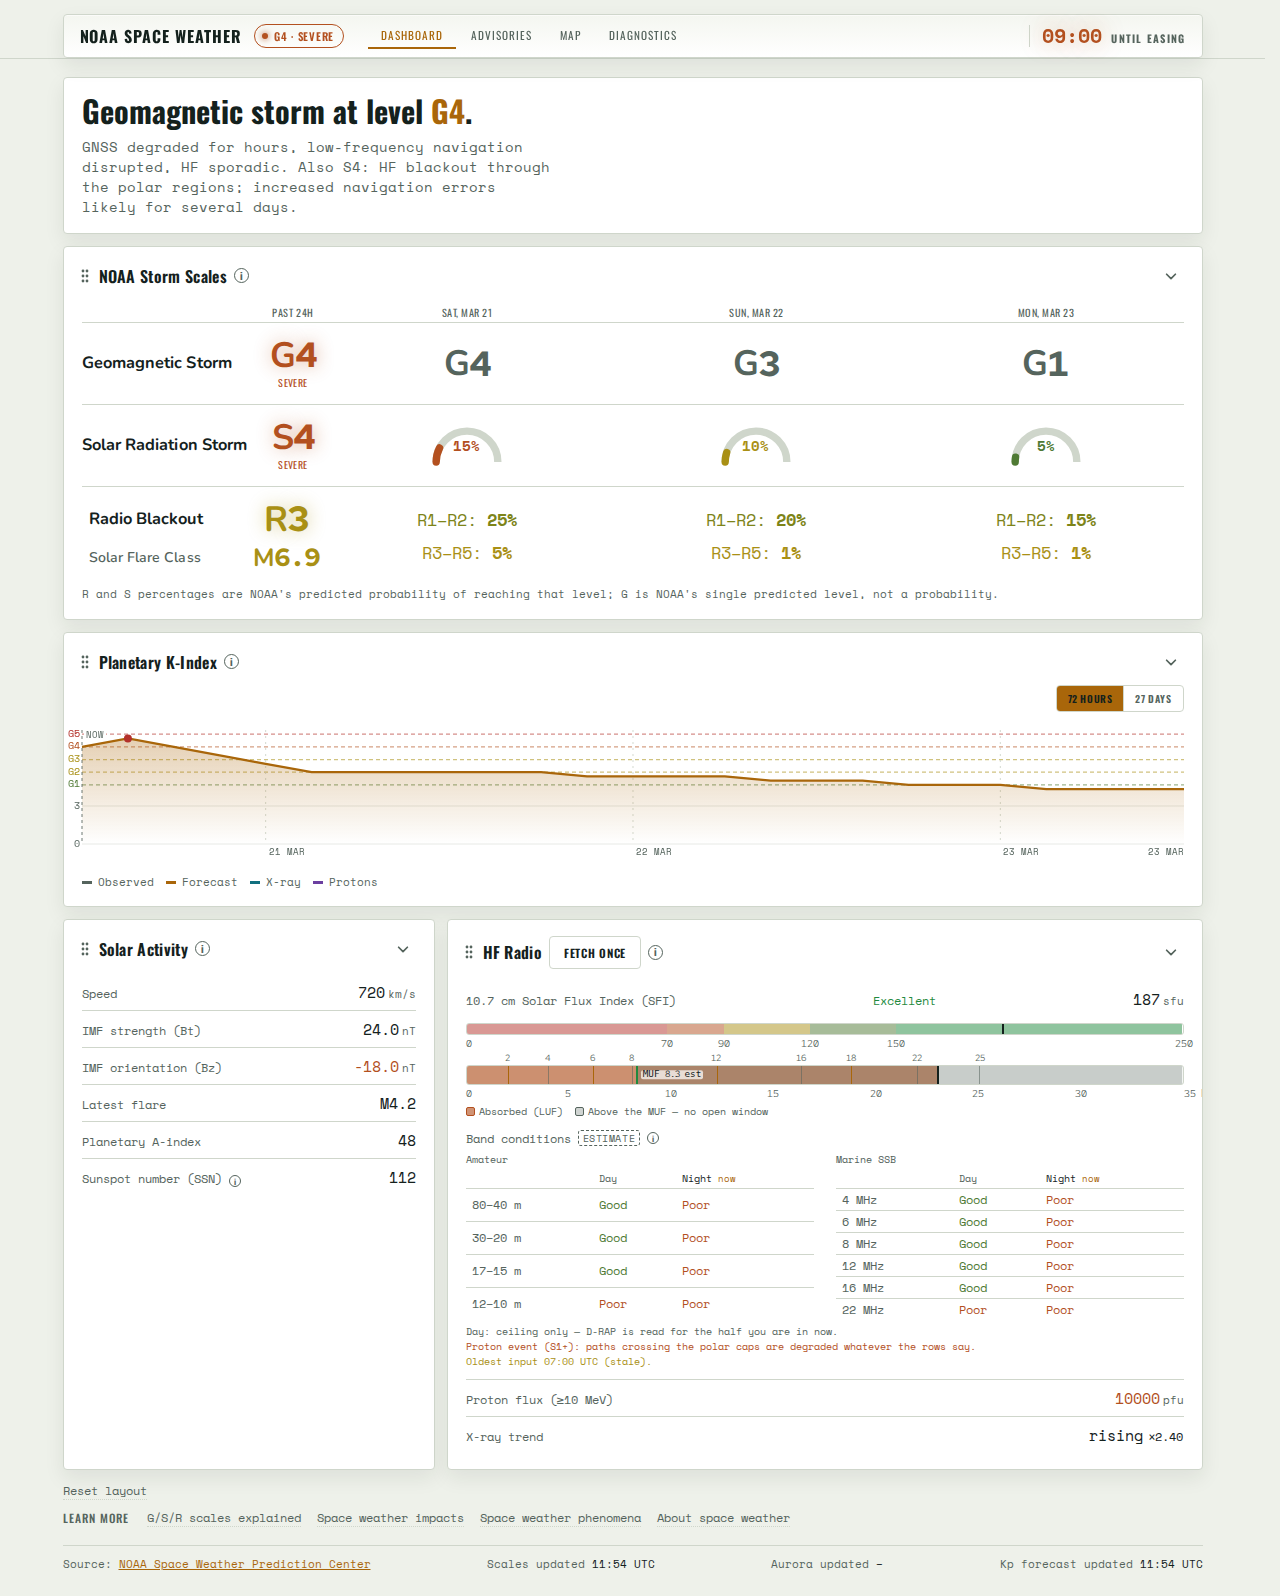 NOAA SPACE WEATHER
G4 · SEVERE
DASHBOARD ADVISORIES MAP DIAGNOSTICS
09:00 UNTIL EASING
Geomagnetic storm at level G4.
GNSS degraded for hours, low-frequency navigation
disrupted, HF sporadic. Also S4: HF blackout through
the polar regions; increased navigation errors
likely for several days.
NOAA Storm Scales
PAST 24H SAT, MAR 21 SUN, MAR 22 MON, MAR 23
Geomagnetic Storm G4 G4 G3 G1
SEVERE
Solar Radiation Storm S4 15% 10% 5%
SEVERE
Radio Blackout R3 R1–R2: 25% R1–R2: 20% R1–R2: 15%
Solar Flare Class M6.9 R3–R5: 5% R3–R5: 1% R3–R5: 1%
R and S percentages are NOAA's predicted probability of reaching that level; G is NOAA's single predicted level, not a probability.
Planetary K-Index
72 HOURS 27 DAYS
G5 NOW
G4
G3
G2
G1
3
0
21 MAR 22 MAR 23 MAR 23 MAR
Observed Forecast X-ray Protons
Solar Activity
Speed 720 km/s
IMF strength (Bt) 24.0 nT
IMF orientation (Bz) -18.0 nT
Latest flare M4.2
Planetary A-index 48
Sunspot number (SSN) 112
HF Radio FETCH ONCE
10.7 cm Solar Flux Index (SFI) Excellent 187 sfu
0 70 90 120 150 250
2 4 6 8 12 16 18 22 25
MUF 8.3 est
0 5 10 15 20 25 30 35
Absorbed (LUF) Above the MUF — no open window
Band conditions ESTIMATE
Amateur
Day Night now
80–40 m Good Poor
30–20 m Good Poor
17–15 m Good Poor
12–10 m Poor Poor
Marine SSB
Day Night now
4 MHz Good Poor
6 MHz Good Poor
8 MHz Good Poor
12 MHz Good Poor
16 MHz Good Poor
22 MHz Poor Poor
Day: ceiling only — D-RAP is read for the half you are in now.
Proton event (S1+): paths crossing the polar caps are degraded whatever the rows say.
Oldest input 07:00 UTC (stale).
Proton flux (≥10 MeV) 10000 pfu
X-ray trend rising ×2.40
Reset layout
LEARN MORE G/S/R scales explained Space weather impacts Space weather phenomena About space weather
Source: NOAA Space Weather Prediction Center Scales updated 11:54 UTC Aurora updated – Kp forecast updated 11:54 UTC